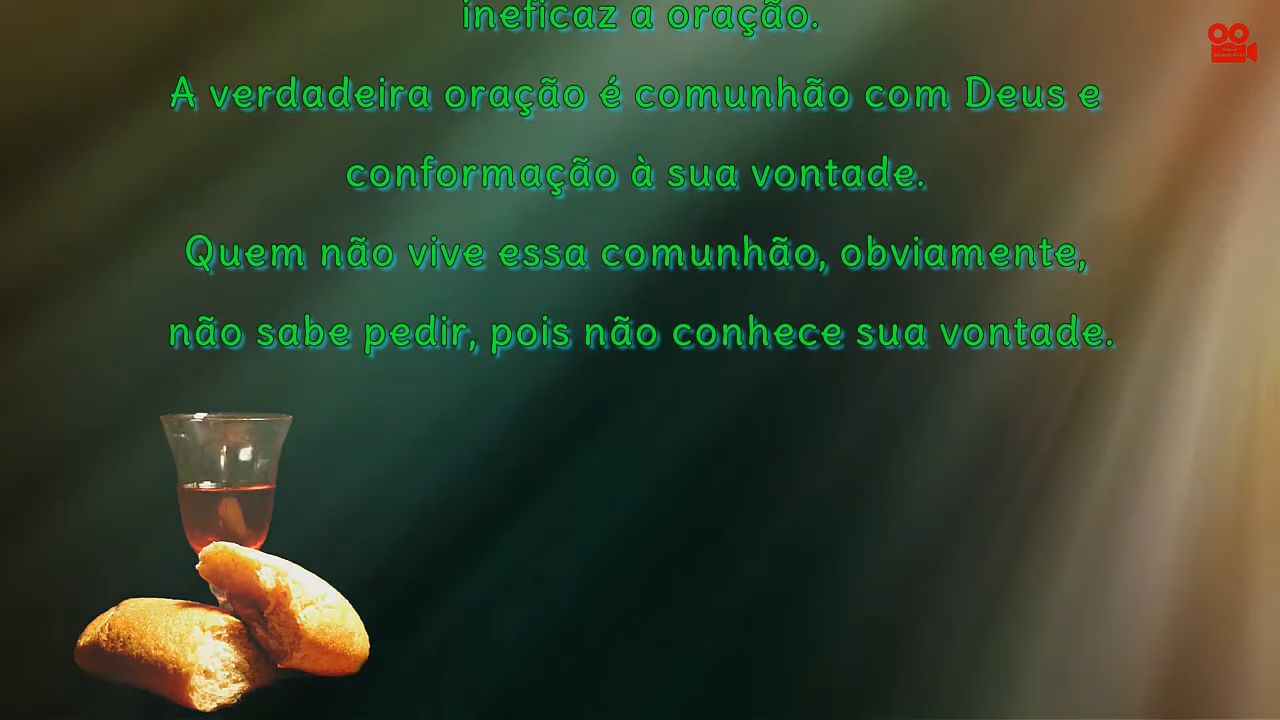 ineficaz a oração.
A verdadeira oração é comunhão com Deus e
conformação à sua vontade.
Quem não vive essa comunhão, obviamente,
não sabe pedir, pois não conhece sua vontade.